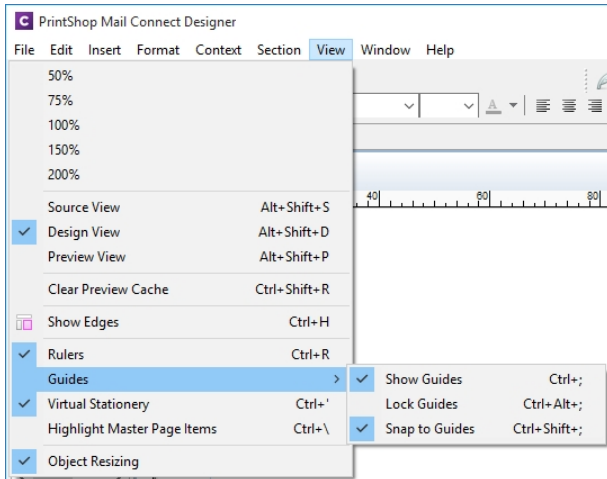 C PrintShop Mail Connect Designer
File Edit Insert Format Context Section View Window Help
50%
75%
100%
150%
200%
A
40 60 80
Source View Alt+Shift+S
Design View Alt+Shift+D
Preview View Alt+Shift+P
Clear Preview Cache Ctrl+Shift+R
Show Edges Ctrl+H
Rulers Ctrl+R
Guides >
Show Guides Ctrl+;
Virtual Stationery Ctrl+'
Lock Guides Ctrl+Alt+;
Highlight Master Page Items Ctrl+\
Snap to Guides Ctrl+Shift+;
Object Resizing